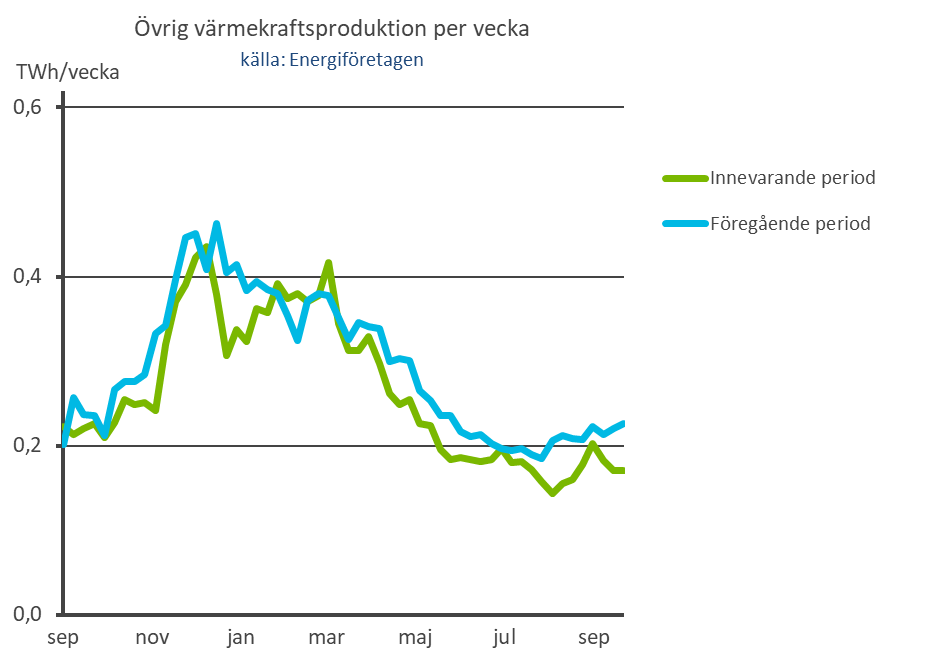 Övrig värmekraftsproduktion per vecka
källa: Energiföretagen
TWh/vecka
0,6
0,4
0,2
0,0
sep nov jan mar maj jul sep
Innevarande period
Föregående period